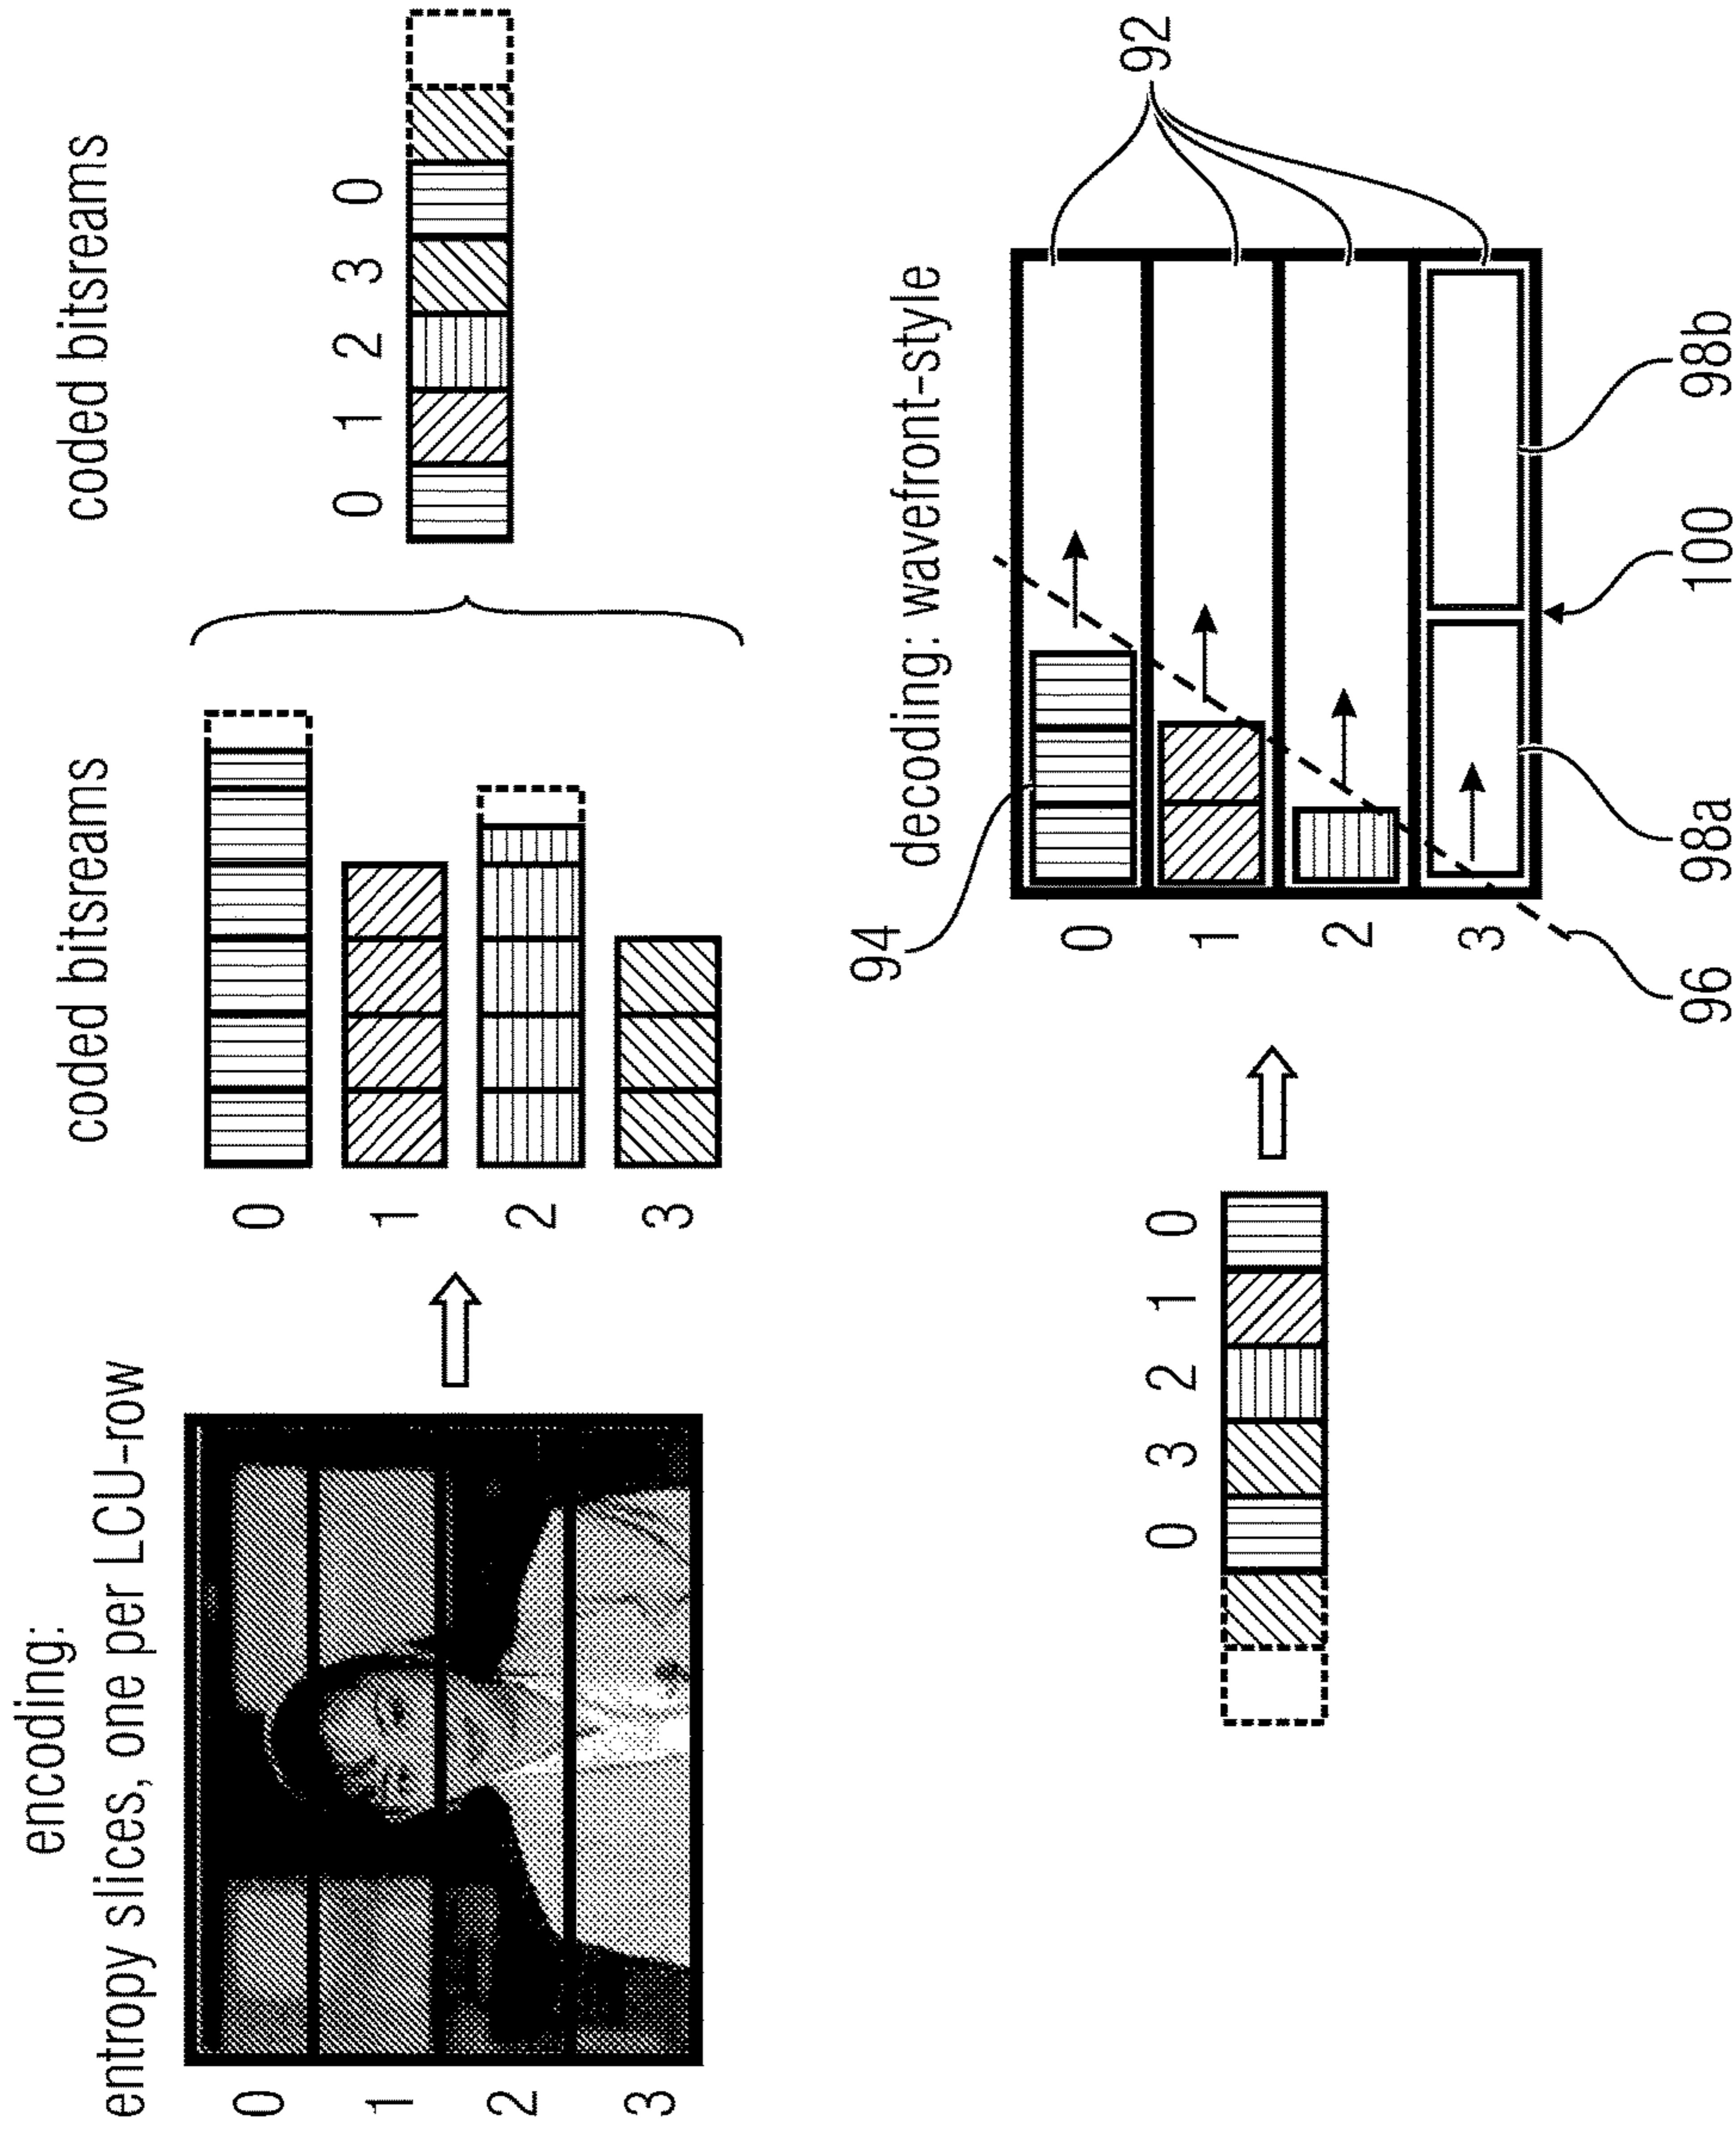 encoding:
entropy slices, one per LCU-row
0
1
2
3
coded bitsreams
0
1
2
3
coded bitsreams
0 1 2 3 0
0 3 2 1 0
decoding: wavefront-style
94
92
0
1
2
3
96
98a
100
98b